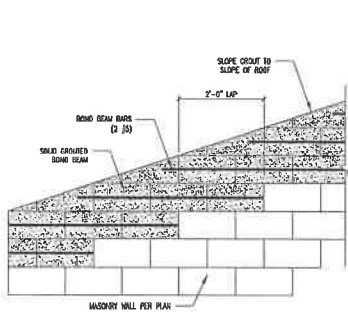 SLOPE GROUT TO
SLOPE OF ROOF
2'-0" LAP
BOND BEAM BARS
(2 #5)
SOLID GROUTED
BOND BEAM
MASONRY WALL PER PLAN